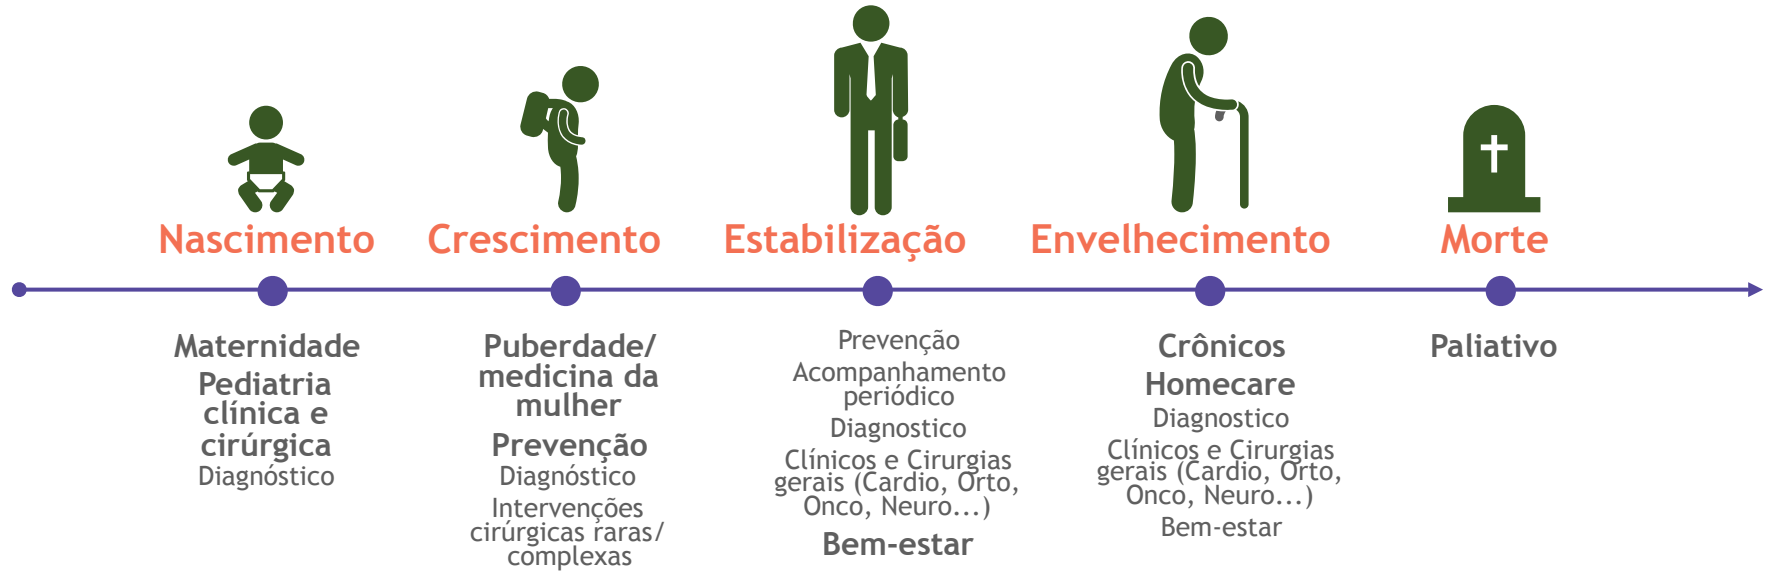 Nascimento
Crescimento
Estabilização
Envelhecimento
Morte
Maternidade
Pediatria
clínica e
cirúrgica
Diagnóstico
Puberdade/
medicina da
mulher
Prevenção
Diagnóstico
Intervenções
cirúrgicas raras/
complexas
Prevenção
Acompanhamento
periódico
Diagnostico
Clínicos e Cirurgias
gerais (Cardio, Orto,
Onco, Neuro...)
Bem-estar
Crônicos
Homecare
Diagnostico
Clínicos e Cirurgias
gerais (Cardio, Orto,
Onco, Neuro...)
Bem-estar
Paliativo